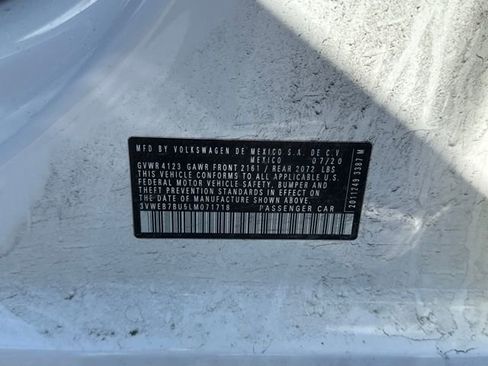 MFD BY VOLKSWAGEN DE MEXICO S.A. DE C.V.
MEXICO 07/20
GVWR 4123 GAWR FRONT 2161 / REAR 2072 LBS
THIS VEHICLE CONFORMS TO ALL APPLICABLE U.S.
FEDERAL MOTOR VEHICLE SAFETY, BUMPER AND
THEFT PREVENTION STANDARDS IN EFFECT ON
THE DATE OF MANUFACTURE SHOWN ABOVE.
3VWEB7BU5LM071718 PASSENGER CAR
2011249 3387 M